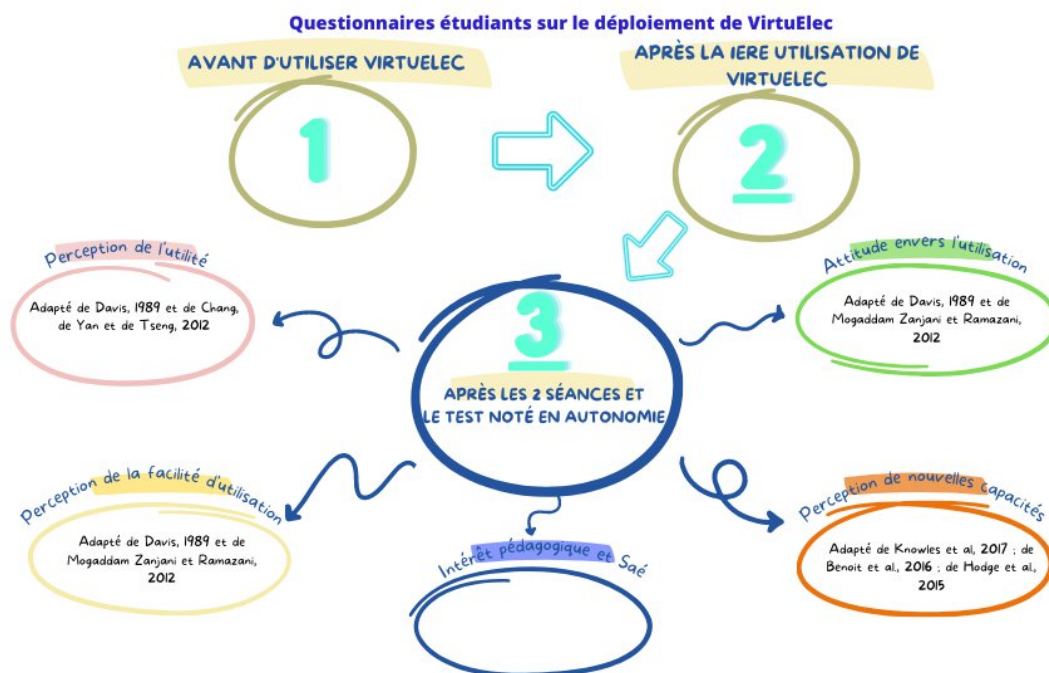 Questionnaires étudiants sur le déploiement de VirtuElec
AVANT D'UTILISER VIRTUELEC
APRÈS LA 1ERE UTILISATION DE
VIRTUELEC
1
2
Perception de l'utilité
Adapté de Davis, 1989 et de Chang,
de Yan et de Tseng, 2012
Attitude envers l'utilisation
Adapté de Davis, 1989 et de
Mogaddam Zanjani et Ramazani,
2012
3
APRÈS LES 2 SÉANCES ET
LE TEST NOTÉ EN AUTONOMIE
Perception de la facilité d'utilisation
Adapté de Davis, 1989 et de
Mogaddam Zanjani et Ramazani,
2012
Intérêt pédagogique et Saé
Perception de nouvelles capacités
Adapté de Knowles et al, 2017 ; de
Benoit et al., 2016 ; de Hodge et al.,
2015